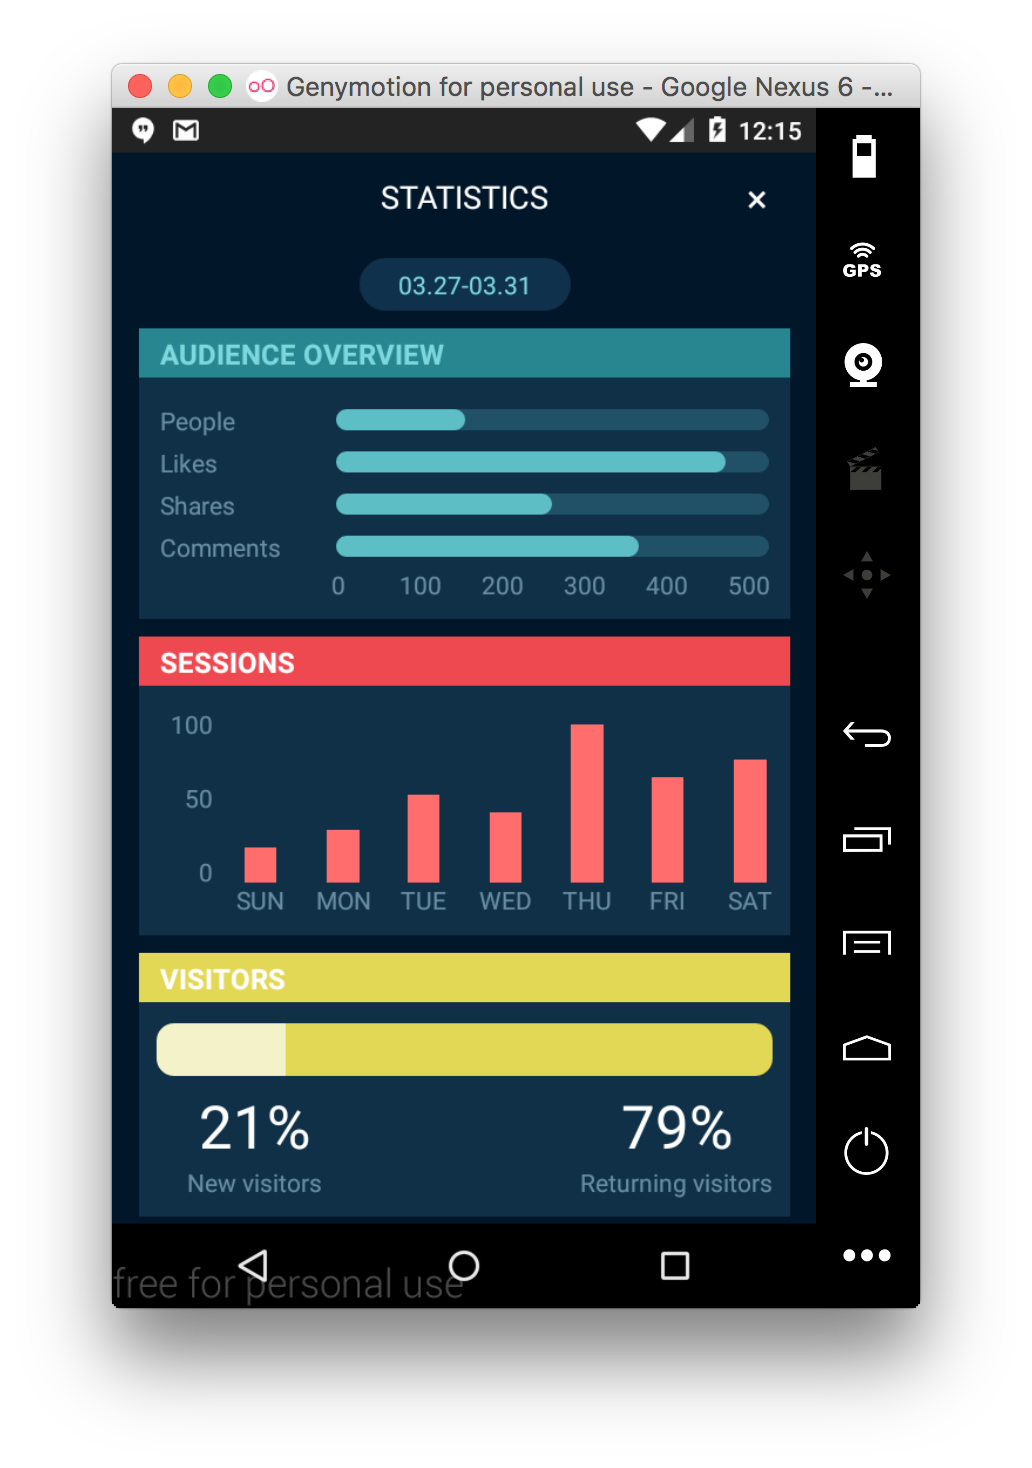 Genymotion for personal use - Google Nexus 6 -...
12:15
GPS
STATISTICS
03.27-03.31
AUDIENCE OVERVIEW
People
Likes
Shares
Comments
0 100 200 300 400 500
SESSIONS
100
50
0
SUN MON TUE WED THU FRI SAT
VISITORS
21% 79%
New visitors Returning visitors
free for personal use